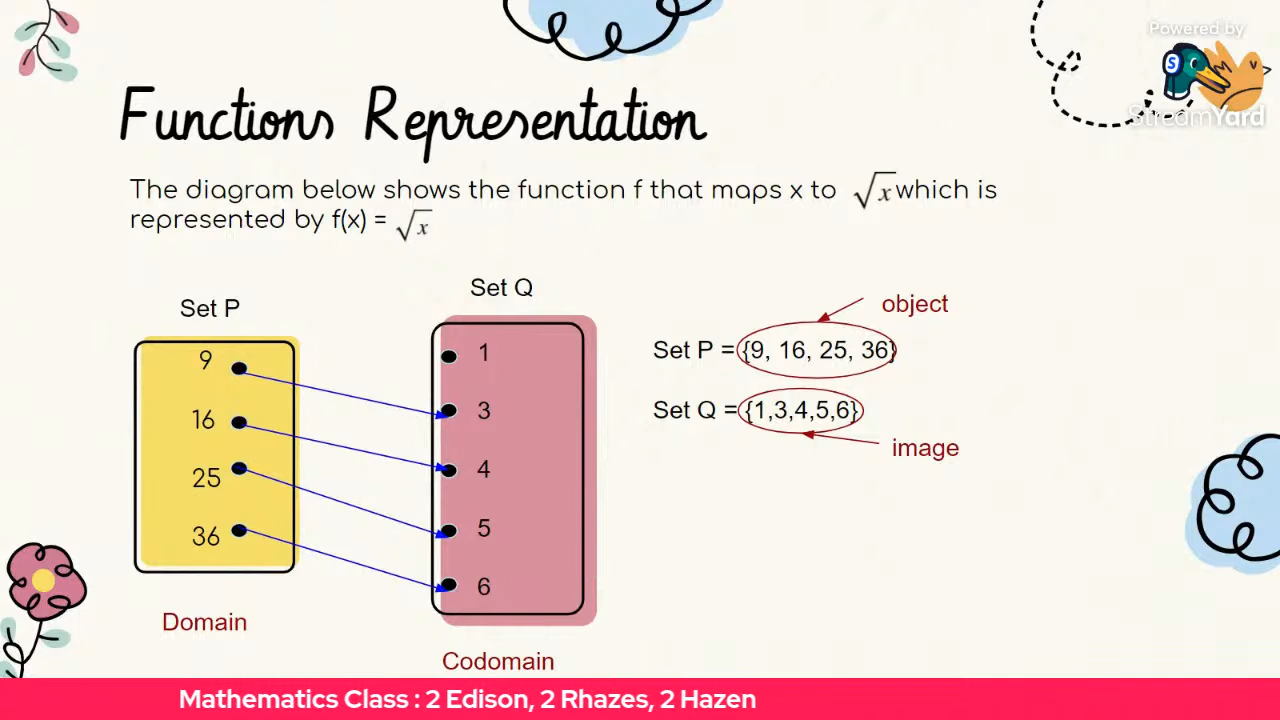 Powered by
StreamYard
Functions Representation
The diagram below shows the function f that maps x to √x which is
represented by f(x) = √x
Set P
Set Q
9
16
25
36
1
3
4
5
6
Domain
Codomain
object
Set P = {9, 16, 25, 36}
Set Q = {1,3,4,5,6}
image
Mathematics Class : 2 Edison, 2 Rhazes, 2 Hazen